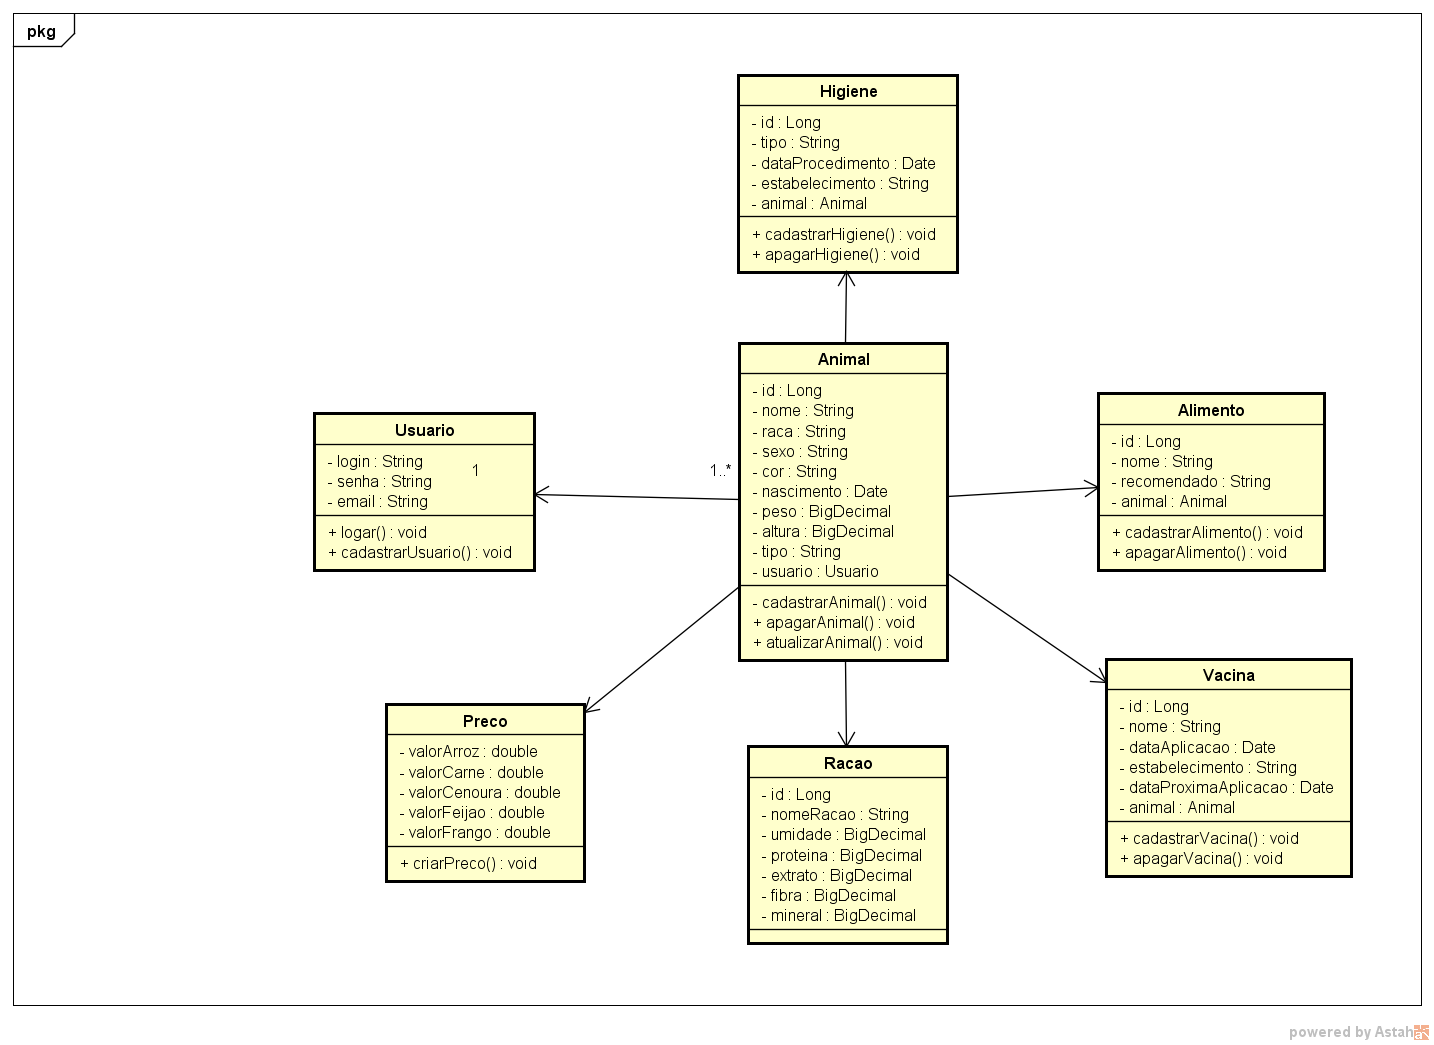 pkg
Higiene
- id : Long
- tipo : String
- dataProcedimento : Date
- estabelecimento : String
- animal : Animal
+ cadastrarHigiene() : void
+ apagarHigiene() : void
Animal
- id : Long
- nome : String
- raca : String
- sexo : String
- cor : String
- nascimento : Date
- peso : BigDecimal
- altura : BigDecimal
- tipo : String
- usuario : Usuario
- cadastrarAnimal() : void
+ apagarAnimal() : void
+ atualizarAnimal() : void
Usuario
- login : String
- senha : String
- email : String
+ logar() : void
+ cadastrarUsuario() : void
1
1..*
Alimento
- id : Long
- nome : String
- recomendado : String
- animal : Animal
+ cadastrarAlimento() : void
+ apagarAlimento() : void
Preco
- valorArroz : double
- valorCarne : double
- valorCenoura : double
- valorFeijao : double
- valorFrango : double
+ criarPreco() : void
Racao
- id : Long
- nomeRacao : String
- umidade : BigDecimal
- proteina : BigDecimal
- extrato : BigDecimal
- fibra : BigDecimal
- mineral : BigDecimal
Vacina
- id : Long
- nome : String
- dataAplicacao : Date
- estabelecimento : String
- dataProximaAplicacao : Date
- animal : Animal
+ cadastrarVacina() : void
+ apagarVacina() : void
powered by Astah